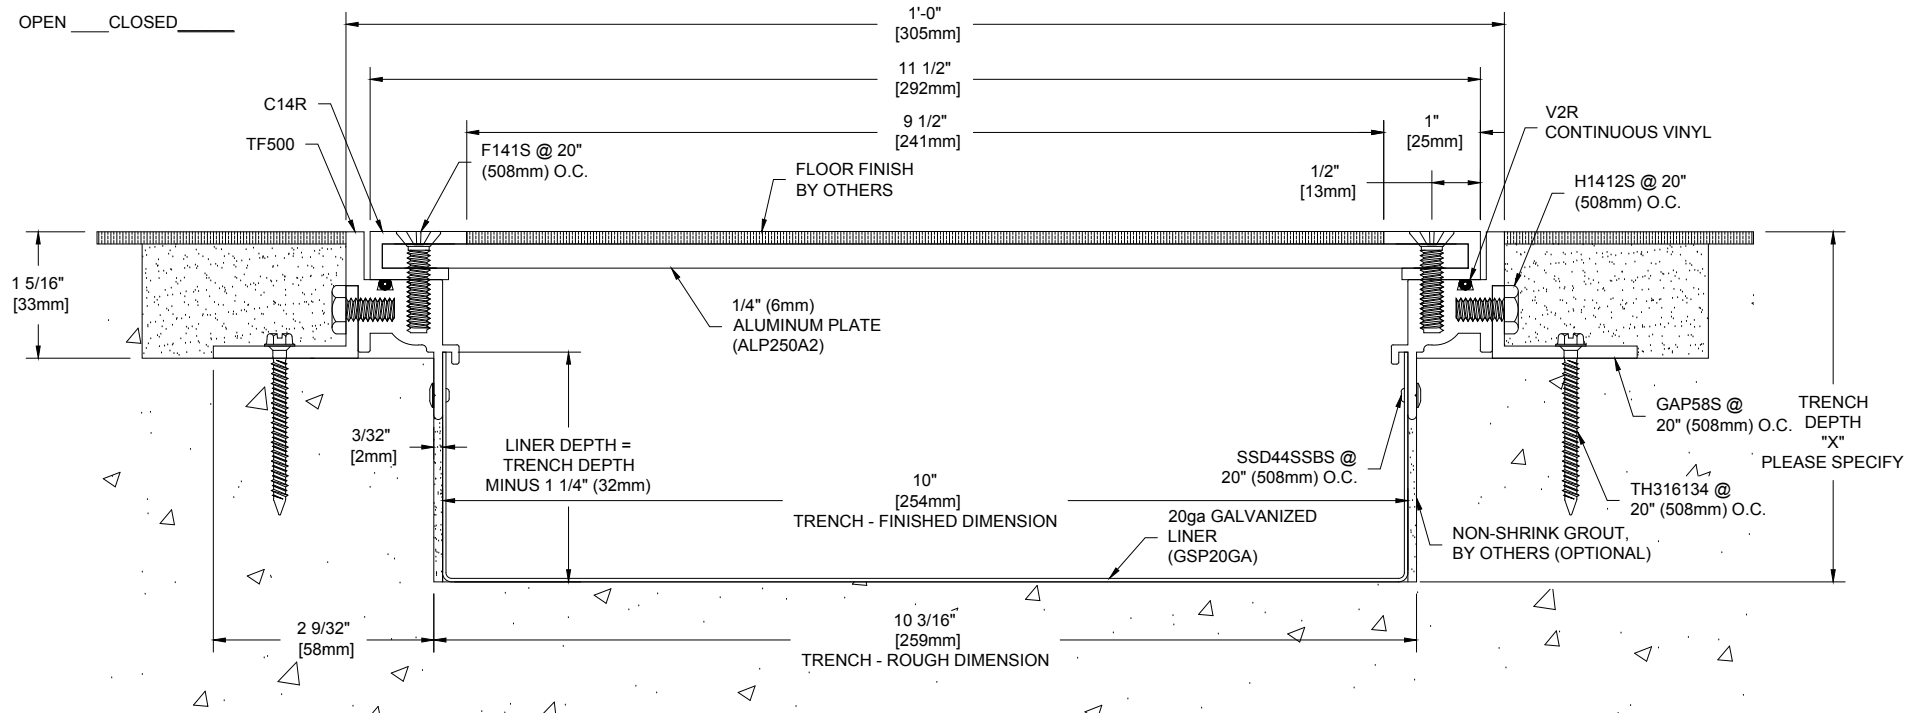 OPEN ____ CLOSED ______
1'-0"
[305mm]
11 1/2"
[292mm]
9 1/2"
[241mm]
1"
[25mm]
1/2"
[13mm]
C14R
TF500
F141S @ 20"
(508mm) O.C.
FLOOR FINISH
BY OTHERS
V2R
CONTINUOUS VINYL
H1412S @ 20"
(508mm) O.C.
1 5/16"
[33mm]
1/4" (6mm)
ALUMINUM PLATE
(ALP250A2)
3/32"
[2mm]
LINER DEPTH =
TRENCH DEPTH
MINUS 1 1/4" (32mm)
10"
[254mm]
TRENCH - FINISHED DIMENSION
SSD44SSBS @
20" (508mm) O.C.
20ga GALVANIZED
LINER
(GSP20GA)
GAP58S @
20" (508mm) O.C.
TRENCH
DEPTH
"X"
PLEASE SPECIFY
TH316134 @
20" (508mm) O.C.
NON-SHRINK GROUT,
BY OTHERS (OPTIONAL)
2 9/32"
[58mm]
10 3/16"
[259mm]
TRENCH - ROUGH DIMENSION